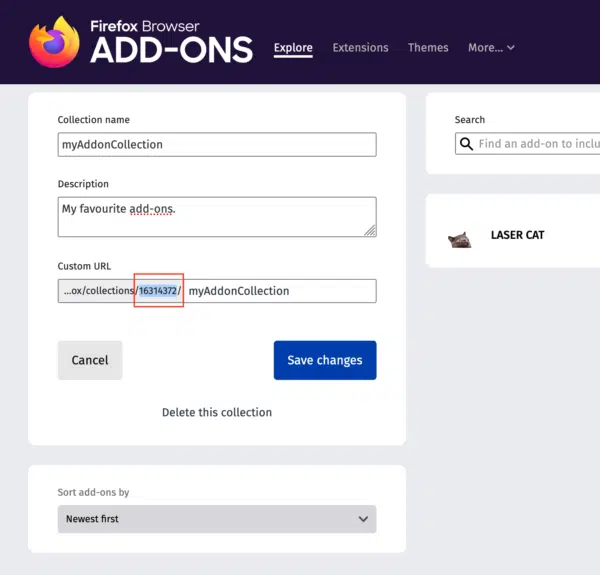 Firefox Browser
ADD-ONS
Explore
Extensions
Themes
More...
Collection name
myAddonCollection
Description
My favourite add-ons.
Custom URL
...ox/collections/16314372/
myAddonCollection
Cancel
Save changes
Delete this collection
Sort add-ons by
Newest first
Search
Find an add-on to inclu
LASER CAT